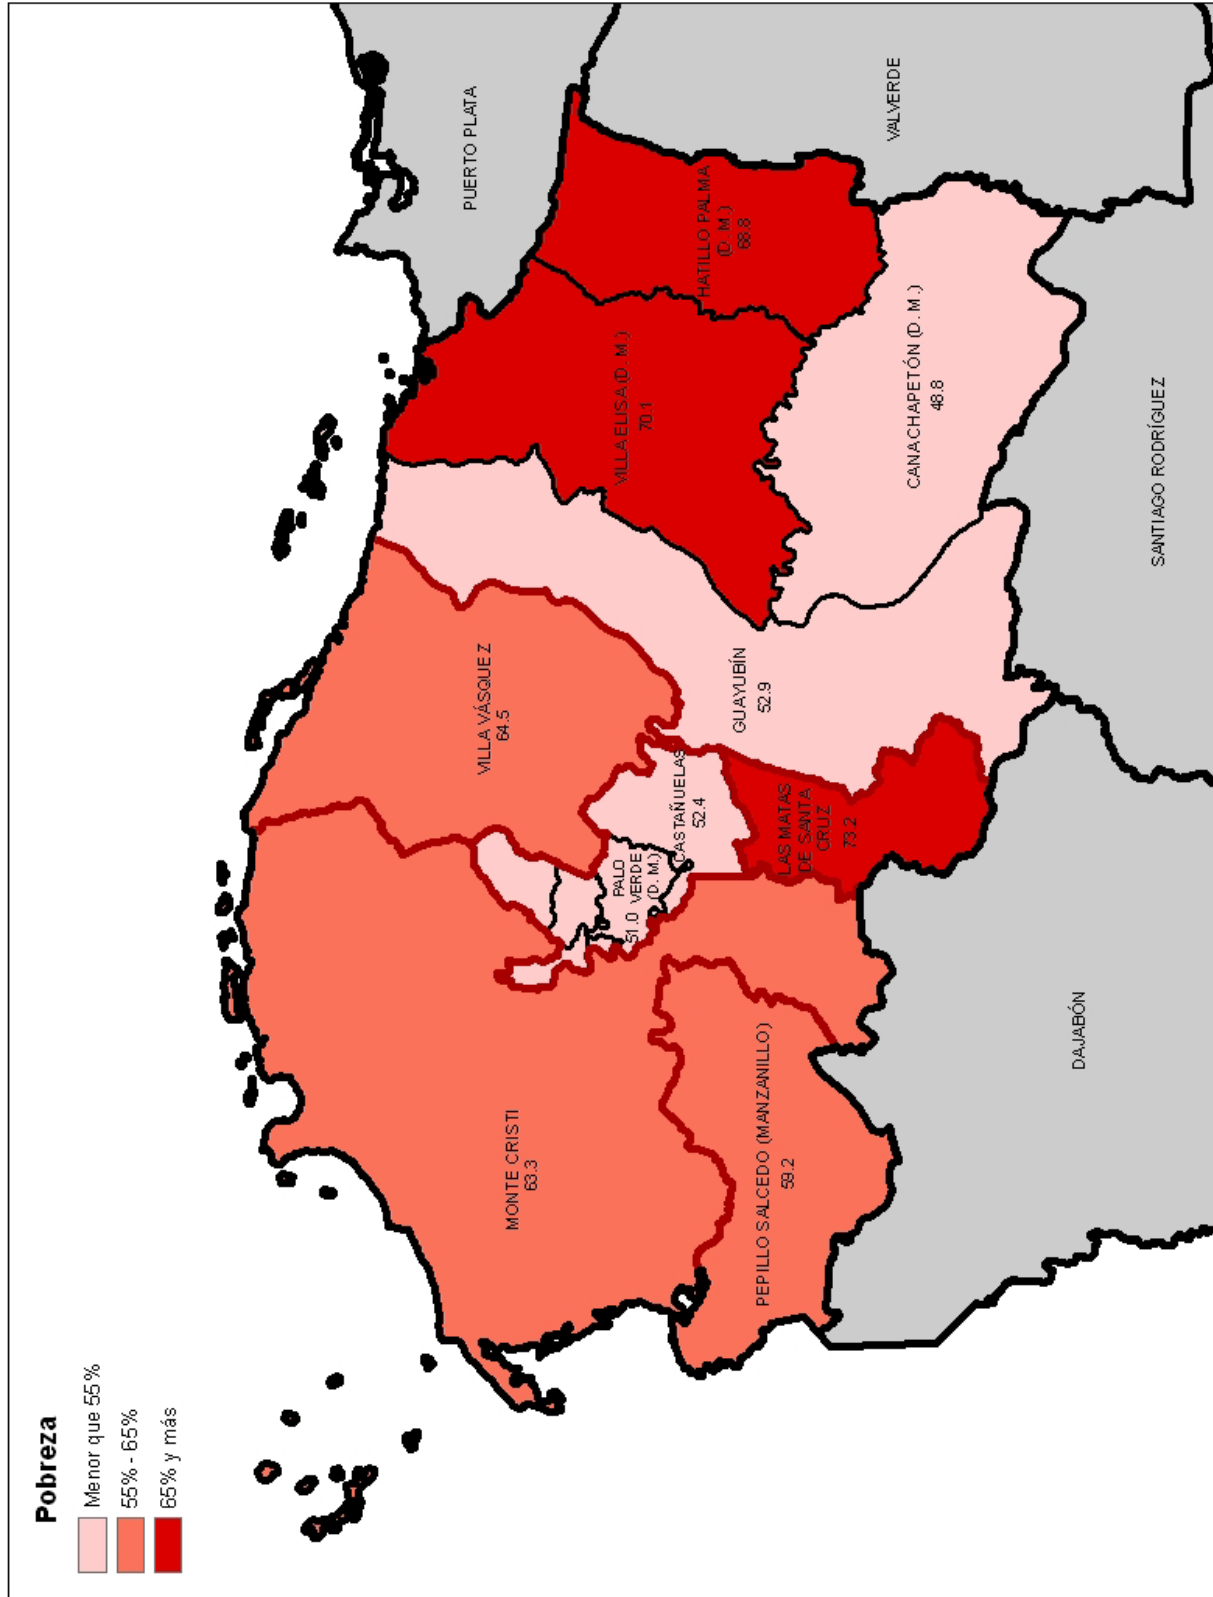 Pobreza
Menor que 55%
55% - 65%
65% y más
PUERTO PLATA
VALVERDE
HATILLO PALMA
(D. M.)
68.8
VILLA ELISA (D. M.)
70.1
CANACHAPETÓN (D. M.)
48.8
SANTIAGO RODRÍGUEZ
VILLA VÁSQUEZ
64.5
GUAYUBÍN
52.9
CASTAÑUELAS
52.4
LAS MATAS
DE SANTA
CRUZ
73.2
PALO
VERDE
(D. M.)
51.0
MONTE CRISTI
63.3
PEPILLO SALCEDO (MANZANILLO)
59.2
DAJABÓN